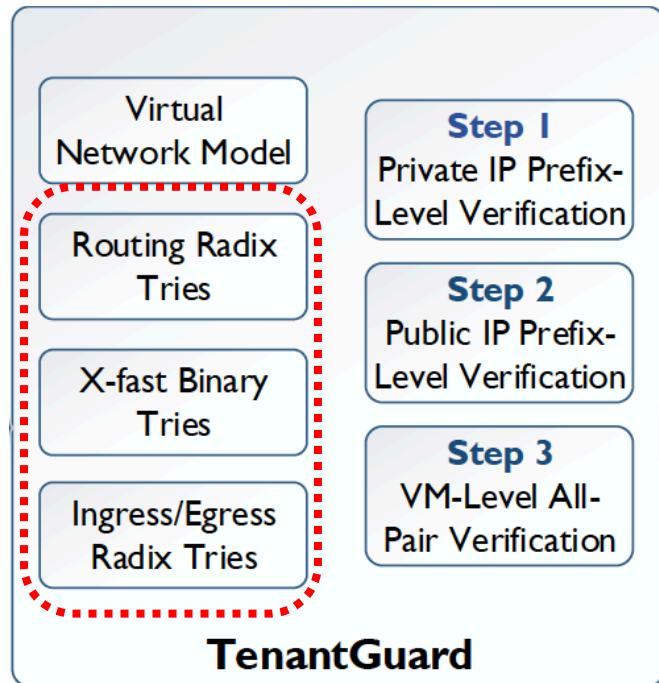 Virtual
Network Model
Routing Radix
Tries
X-fast Binary
Tries
Ingress/Egress
Radix Tries
Step 1
Private IP Prefix-
Level Verification
Step 2
Public IP Prefix-
Level Verification
Step 3
VM-Level All-
Pair Verification
TenantGuard